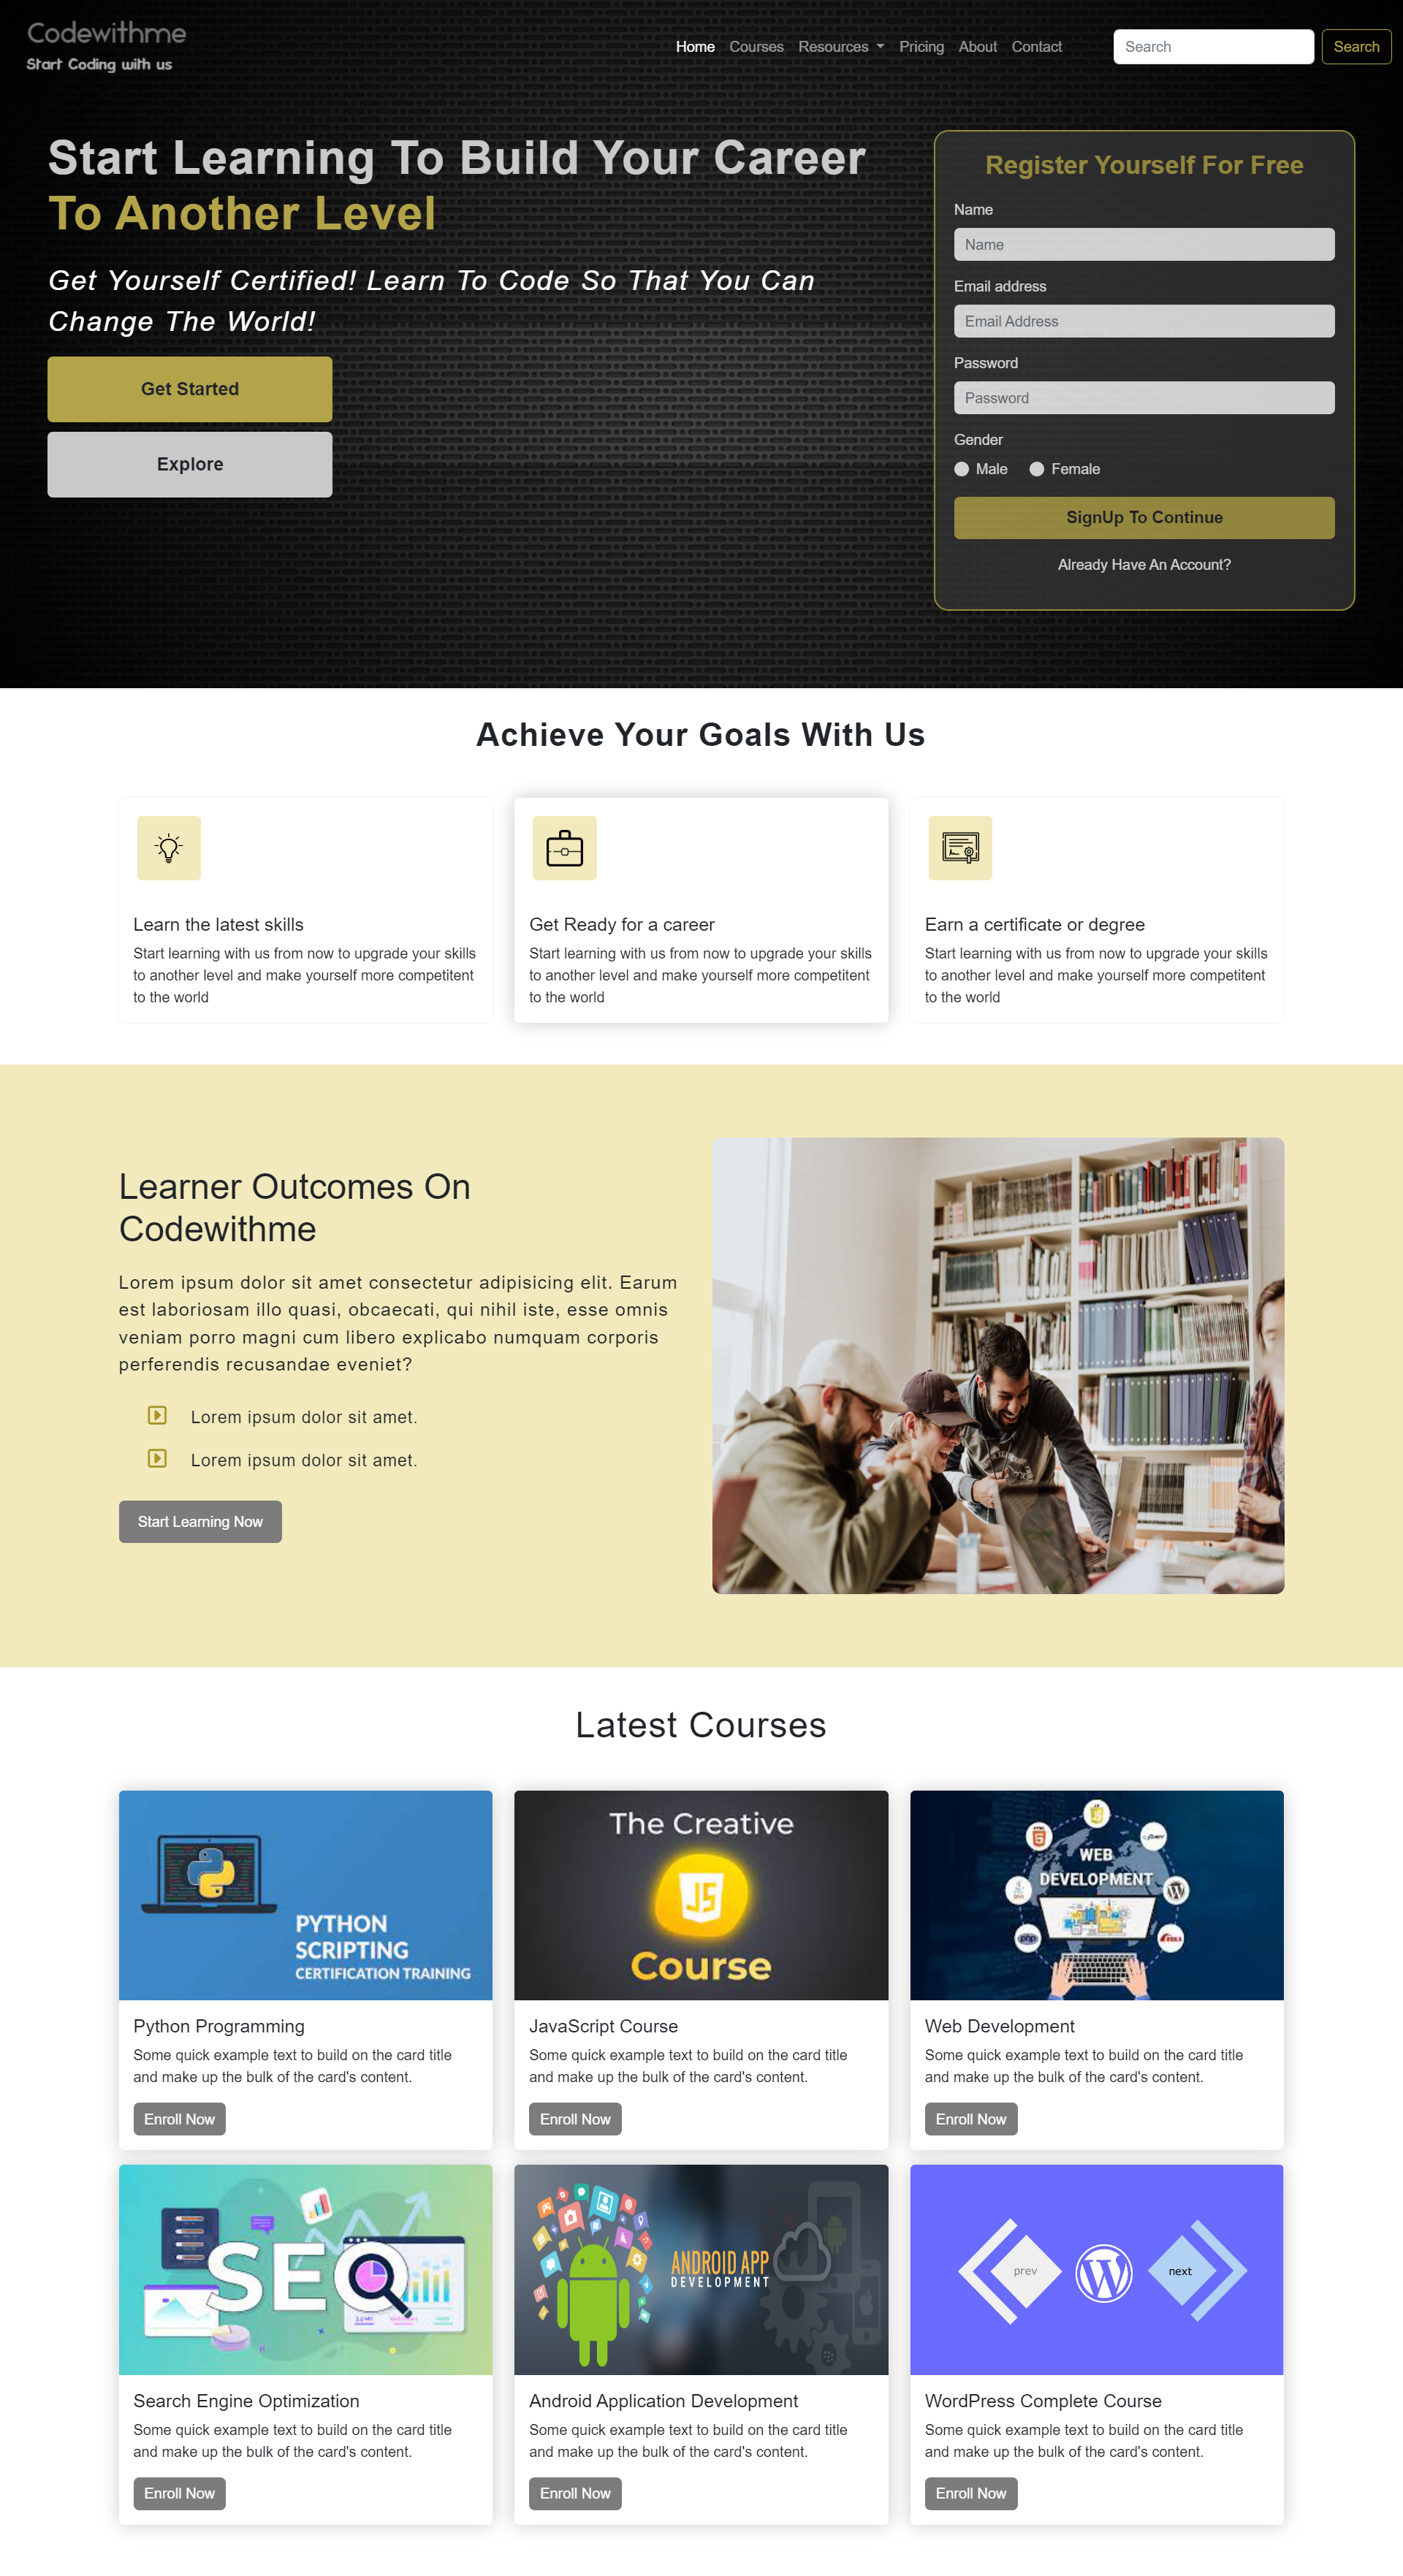 Codewithme
Start Coding with us
Home Courses Resources Pricing About Contact Search Search
Start Learning To Build Your Career
To Another Level
Get Yourself Certified! Learn To Code So That You Can
Change The World!
Get Started
Explore
Register Yourself For Free
Name
Name
Email address
Email Address
Password
Password
Gender
Male Female
SignUp To Continue
Already Have An Account?
Achieve Your Goals With Us
Learn the latest skills
Start learning with us from now to upgrade your skills
to another level and make yourself more competitent
to the world
Get Ready for a career
Start learning with us from now to upgrade your skills
to another level and make yourself more competitent
to the world
Earn a certificate or degree
Start learning with us from now to upgrade your skills
to another level and make yourself more competitent
to the world
Learner Outcomes On
Codewithme
Lorem ipsum dolor sit amet consectetur adipisicing elit. Earum
est laboriosam illo quasi, obcaecati, qui nihil iste, esse omnis
veniam porro magni cum libero explicabo numquam corporis
perferendis recusandae eveniet?
Lorem ipsum dolor sit amet.
Lorem ipsum dolor sit amet.
Start Learning Now
Latest Courses
PYTHON
SCRIPTING
CERTIFICATION TRAINING
Python Programming
Some quick example text to build on the card title
and make up the bulk of the card's content.
Enroll Now
The Creative
JS
Course
JavaScript Course
Some quick example text to build on the card title
and make up the bulk of the card's content.
Enroll Now
WEB
DEVELOPMENT
php
Web Development
Some quick example text to build on the card title
and make up the bulk of the card's content.
Enroll Now
SEO
Search Engine Optimization
Some quick example text to build on the card title
and make up the bulk of the card's content.
Enroll Now
ANDROID APP
DEVELOPMENT
Android Application Development
Some quick example text to build on the card title
and make up the bulk of the card's content.
Enroll Now
prev
next
WordPress Complete Course
Some quick example text to build on the card title
and make up the bulk of the card's content.
Enroll Now